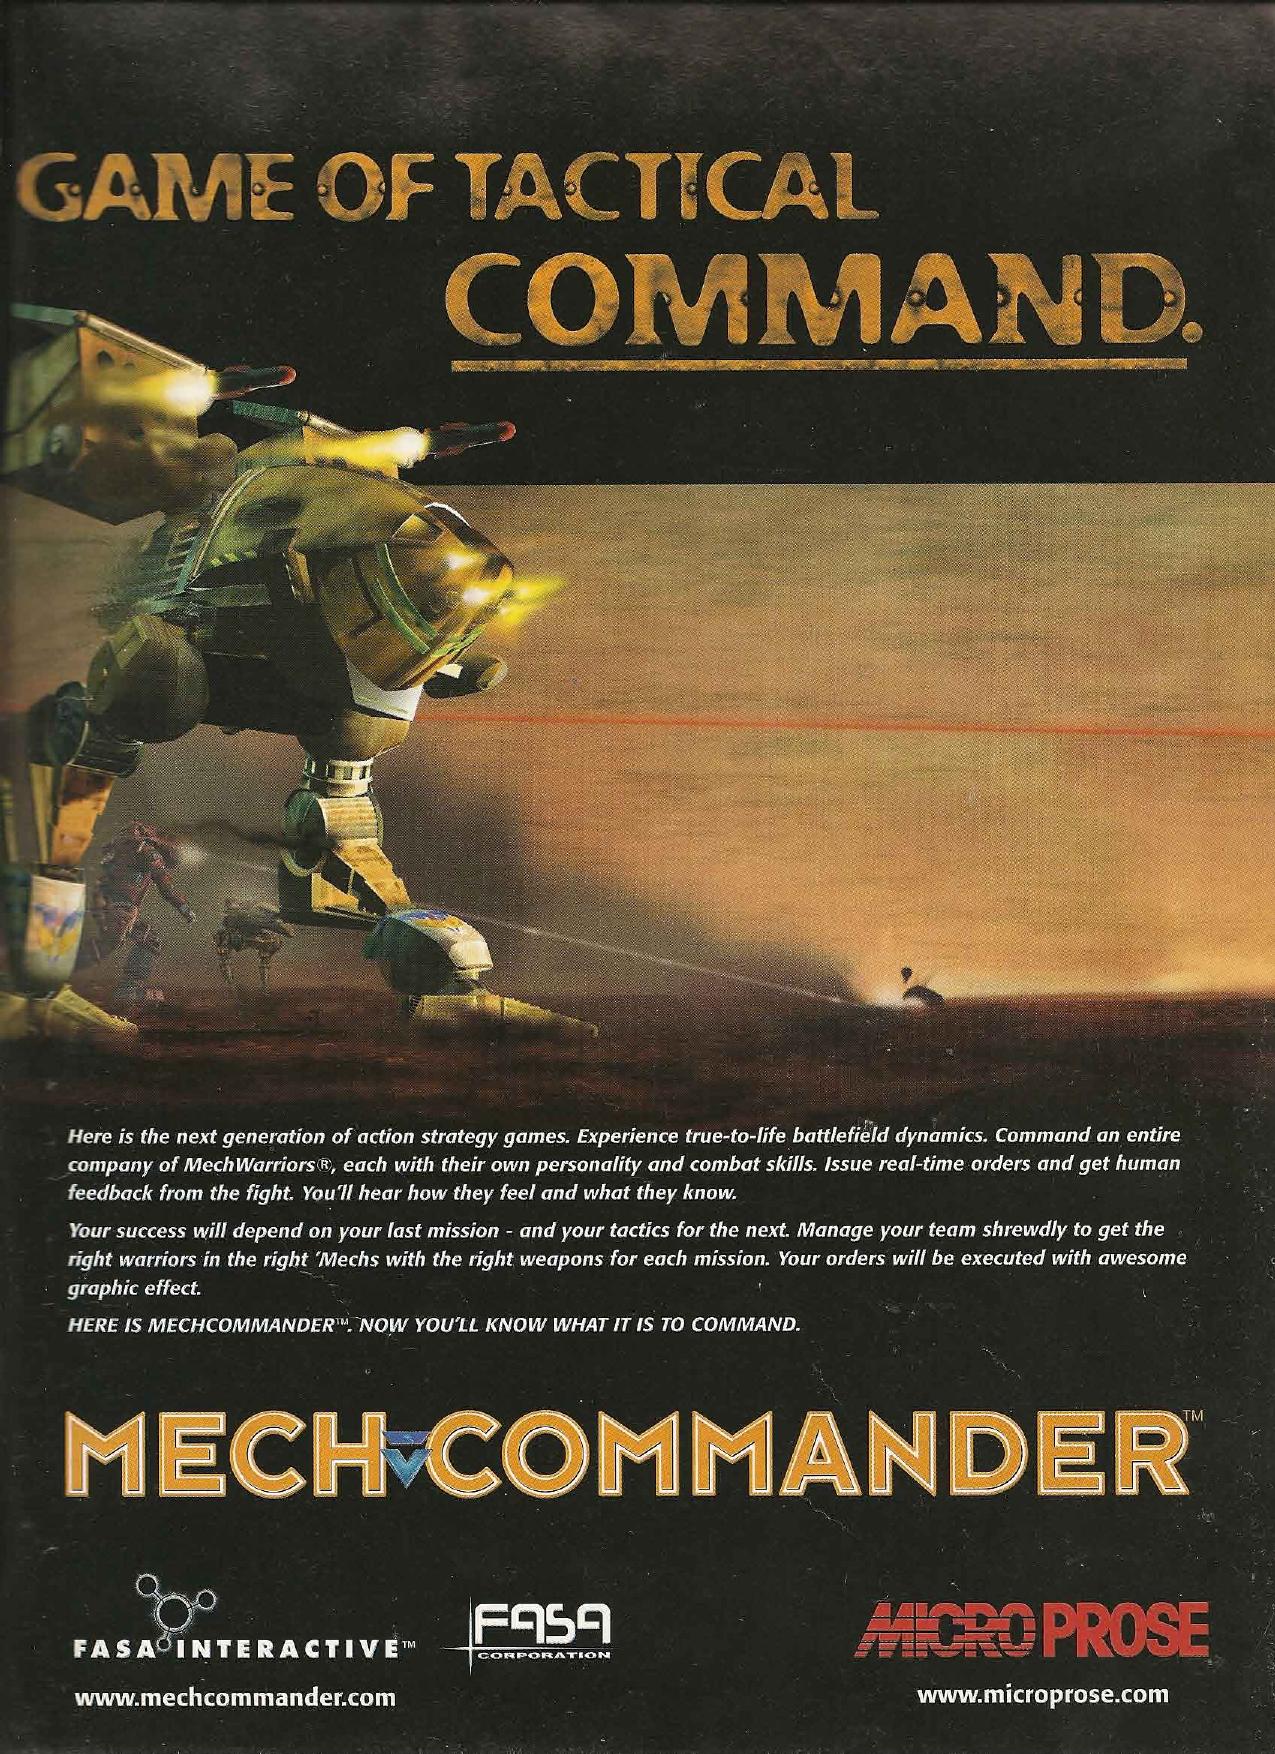 GAME OF TACTICAL
COMMAND.
Here is the next generation of action strategy games. Experience true-to-life battlefield dynamics. Command an entire
company of MechWarriors®, each with their own personality and combat skills. Issue real-time orders and get human
feedback from the fight. You'll hear how they feel and what they know.
Your success will depend on your last mission - and your tactics for the next. Manage your team shrewdly to get the
right warriors in the right 'Mechs with the right weapons for each mission. Your orders will be executed with awesome
graphic effect.
HERE IS MECHCOMMANDER™. NOW YOU'LL KNOW WHAT IT IS TO COMMAND.
MECHCOMMANDER™
FASA INTERACTIVE™
FASA
CORPORATION
MICROPROSE
www.mechcommander.com
www.microprose.com